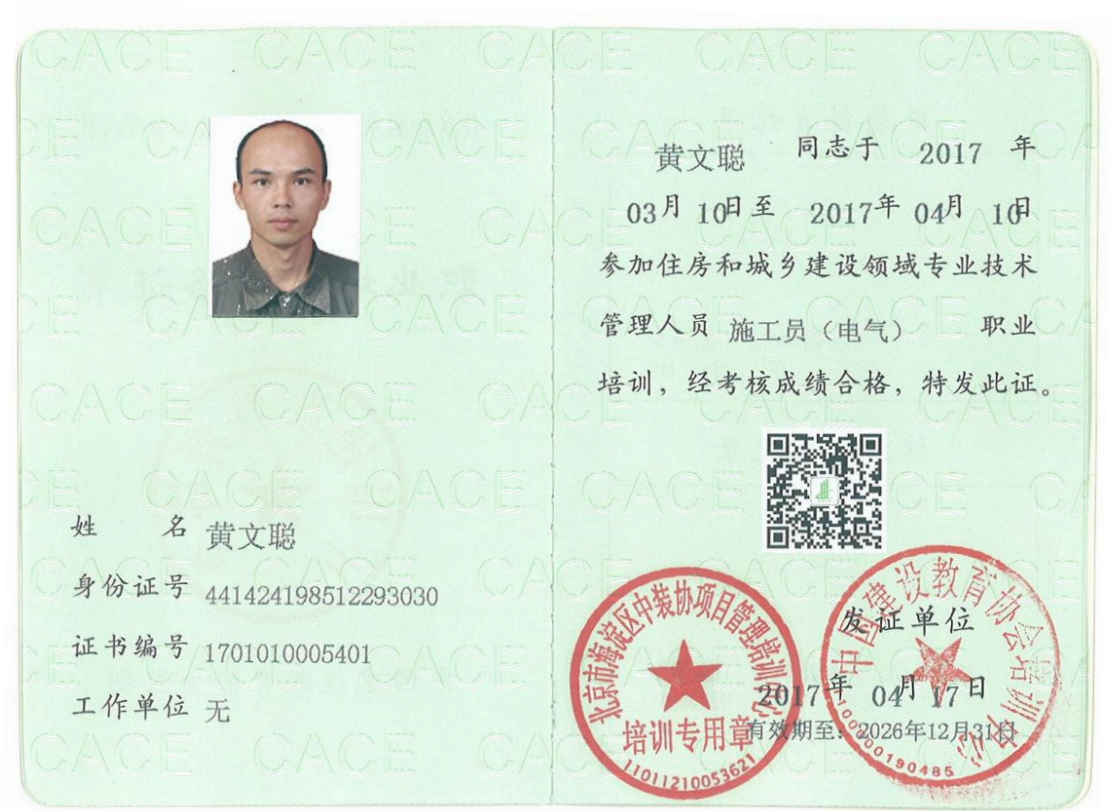 姓 名 黄文聪
身份证号 441424198512293030
证书编号 1701010005401
工作单位 无
黄文聪 同志于 2017 年
03月 10日至 2017年 04月 10日
参加住房和城乡建设领域专业技术
管理人员 施工员（电气） 职业
培训，经考核成绩合格，特发此证。
发证单位
2017年 04月 17日
有效期至：2026年12月31日
北京市海淀区中装协项目管理培训中心
培训专用章
11011210053621
中国建设教育协会培训中心
CACE